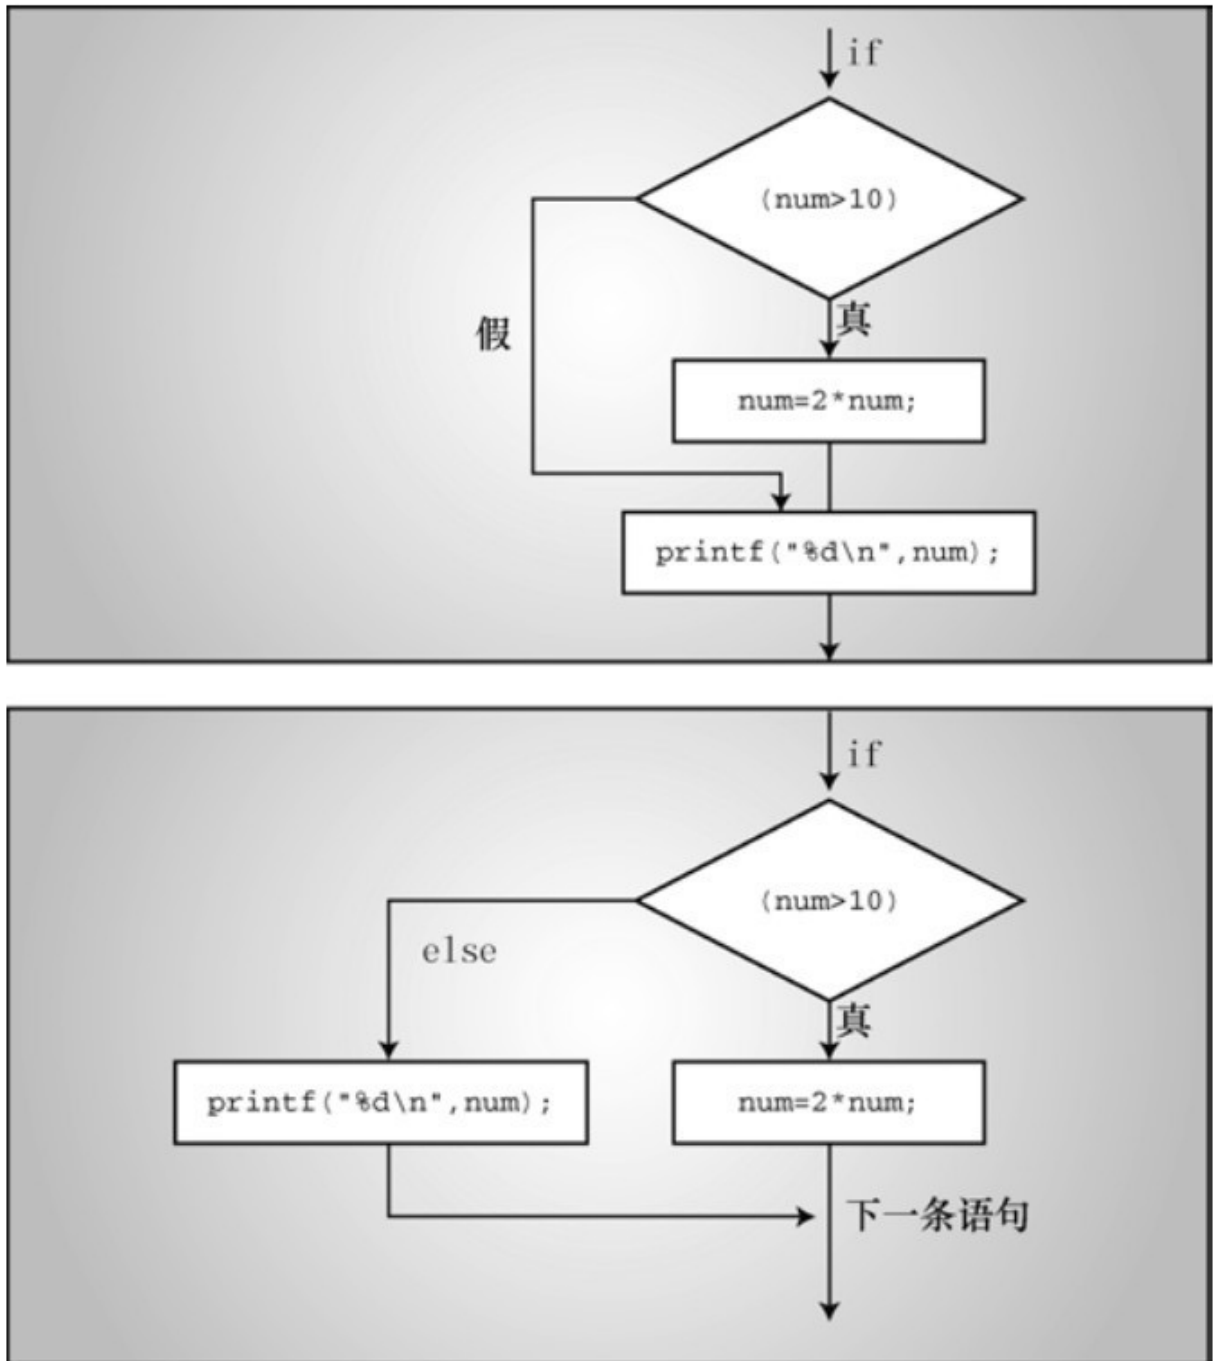 if
(num>10)
真
假
num=2*num;
printf("%d\n",num);
if
(num>10)
else
真
printf("%d\n",num);
num=2*num;
下一条语句